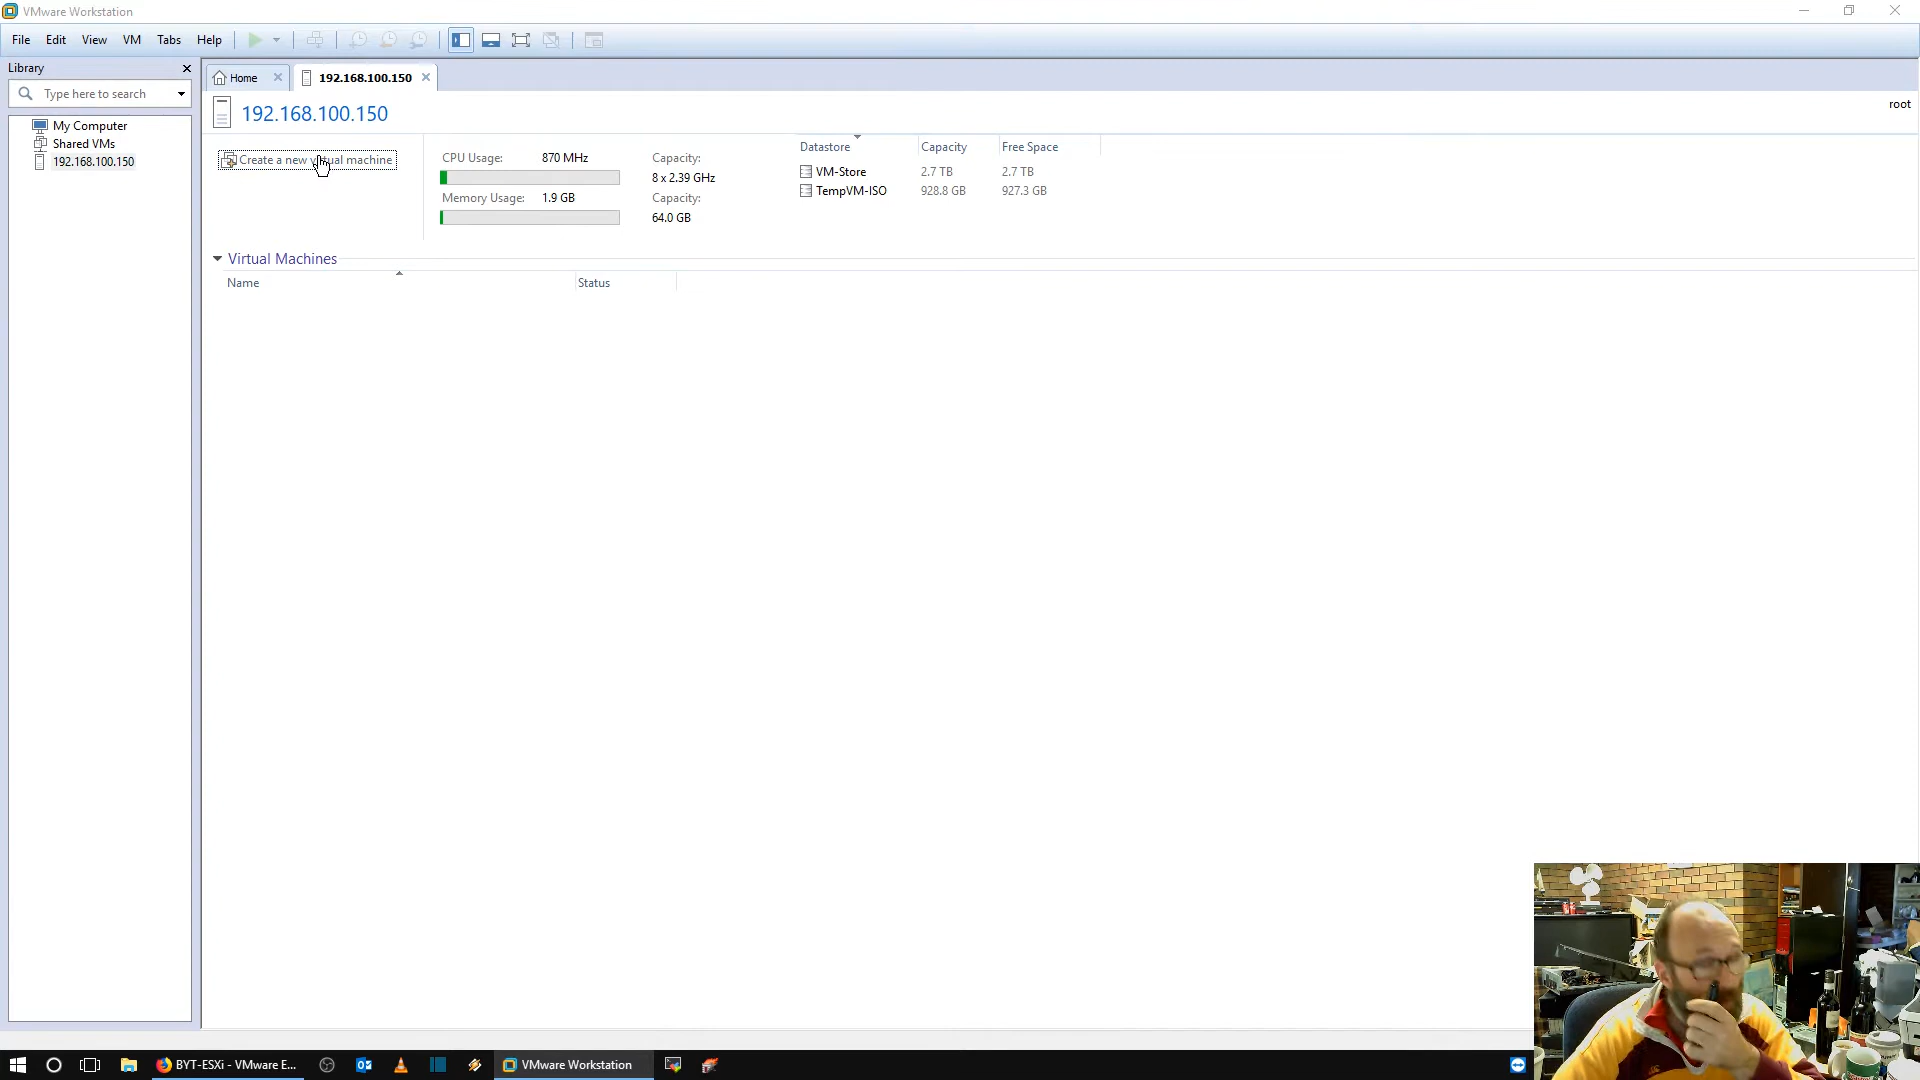 VMware Workstation
File Edit View VM Tabs Help
Library
Type here to search
My Computer
Shared VMs
192.168.100.150
Home
192.168.100.150
192.168.100.150
root
Create a new virtual machine
CPU Usage: 870 MHz
Capacity:
8 x 2.39 GHz
Memory Usage: 1.9 GB
Capacity:
64.0 GB
Datastore Capacity Free Space
VM-Store 2.7 TB 2.7 TB
TempVM-ISO 928.8 GB 927.3 GB
Virtual Machines
Name Status
BYT-ESXi - VMware E...
VMware Workstation